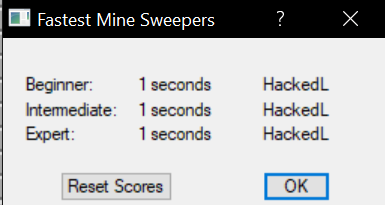 Fastest Mine Sweepers ?
Beginner: 1 seconds HackedL
Intermediate: 1 seconds HackedL
Expert: 1 seconds HackedL
Reset Scores OK